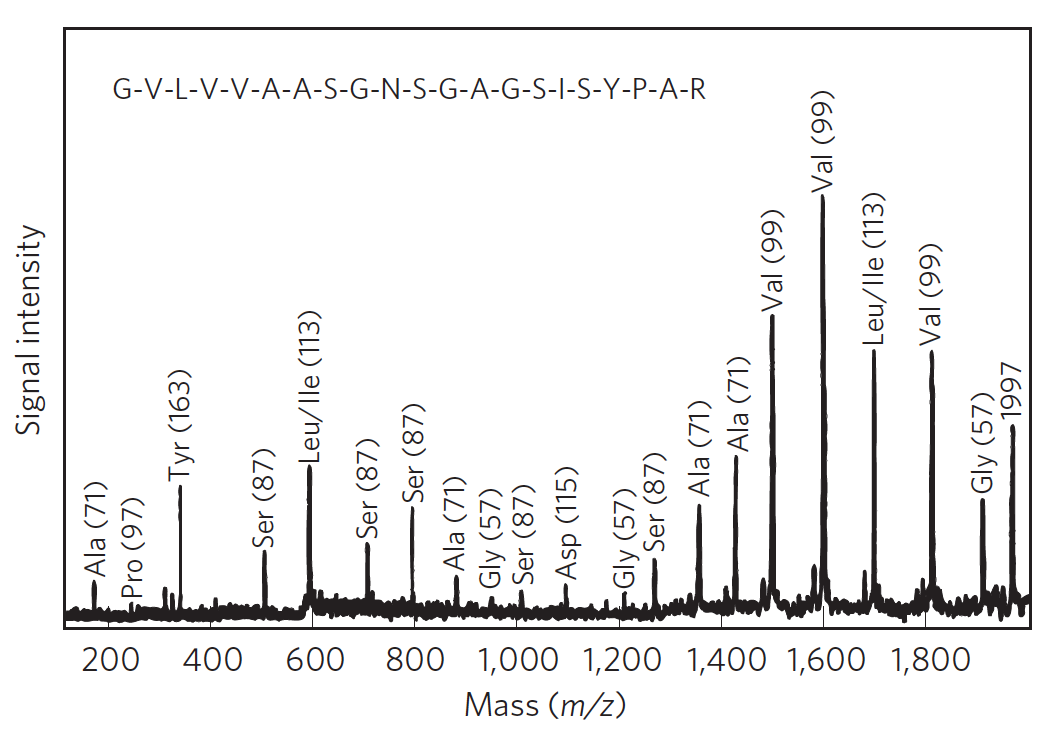 G-V-L-V-V-A-A-S-G-N-S-G-A-G-S-I-S-Y-P-A-R
Signal intensity
Ala (71)
Pro (97)
Tyr (163)
Ser (87)
Leu/Ile (113)
Ser (87)
Ser (87)
Ala (71)
Gly (57)
Ser (87)
Asp (115)
Gly (57)
Ser (87)
Ala (71)
Ala (71)
Val (99)
Val (99)
Leu/Ile (113)
Val (99)
Gly (57)
1997
200 400 600 800 1,000 1,200 1,400 1,600 1,800
Mass (m/z)